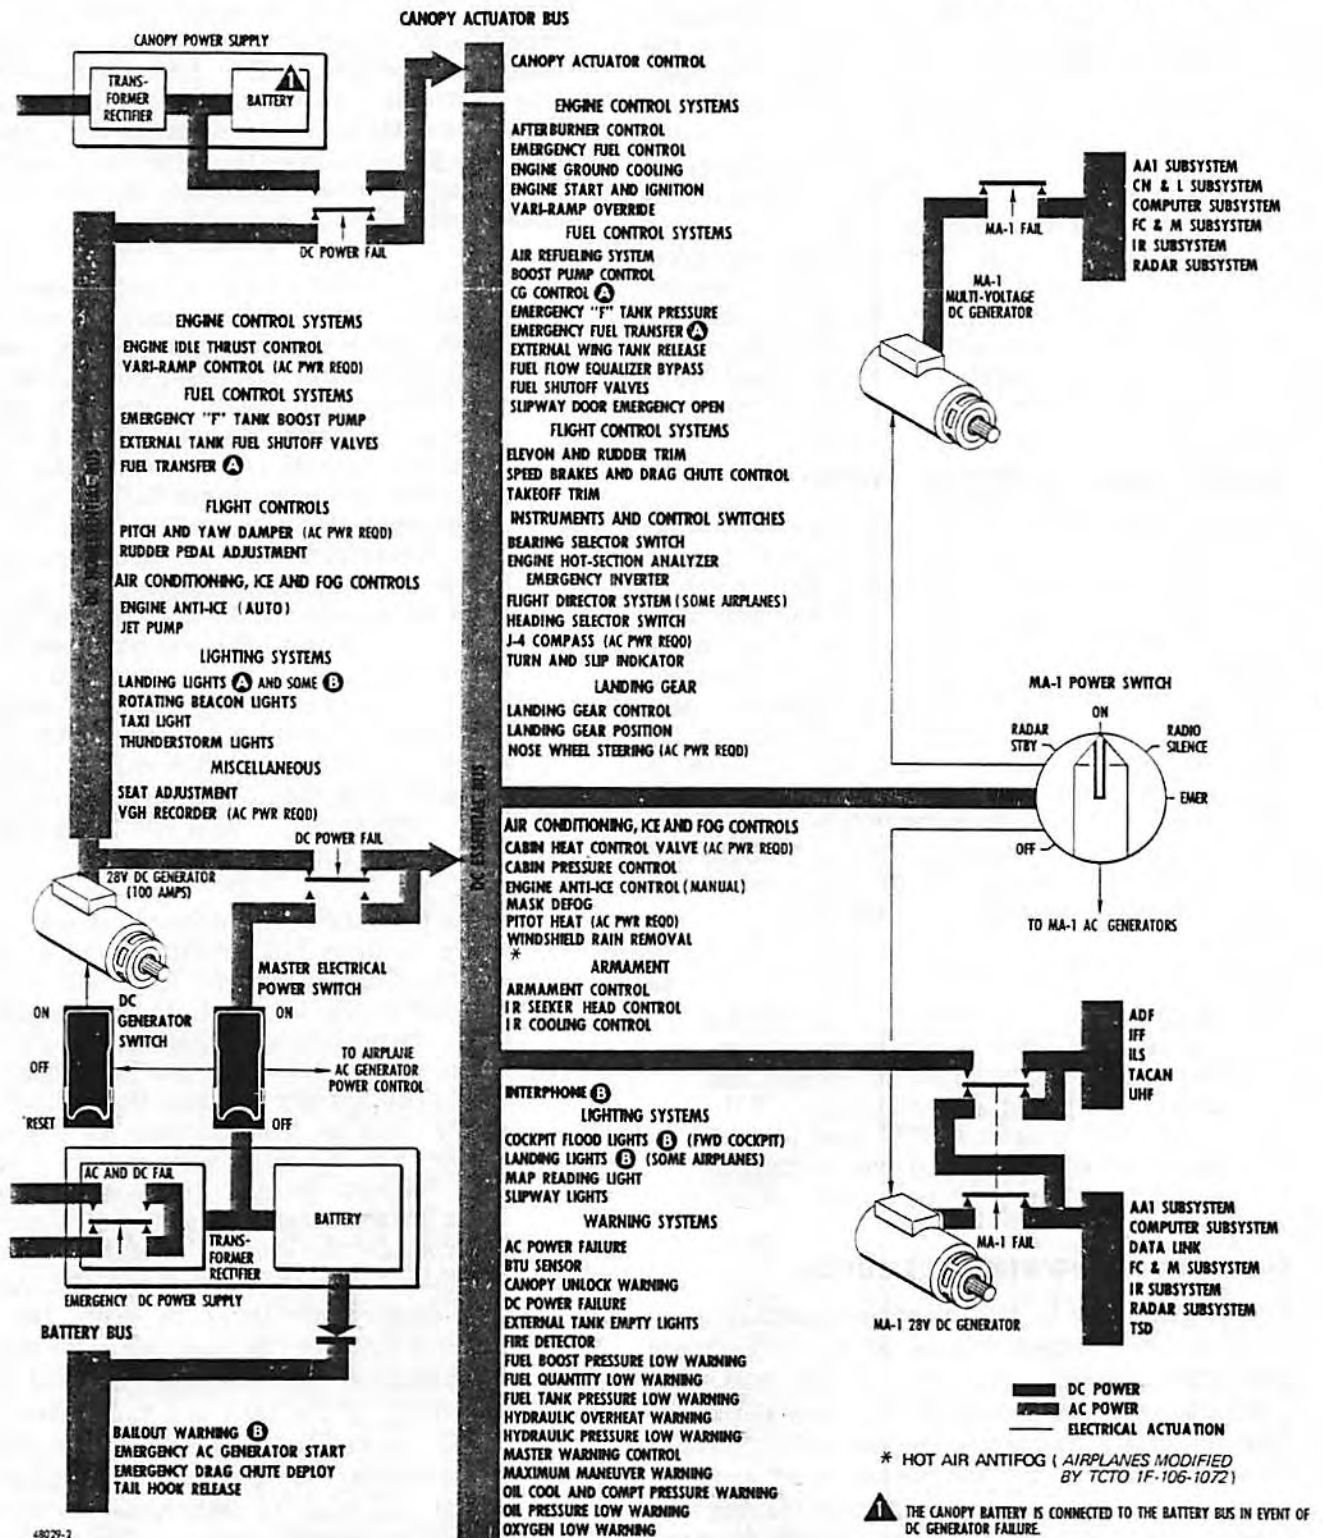 CANOPY ACTUATOR BUS
CANOPY POWER SUPPLY
TRANS-
FORMER
RECTIFIER
BATTERY
1
DC POWER FAIL
CANOPY ACTUATOR CONTROL
DC NONESSENTIAL BUS
ENGINE CONTROL SYSTEMS
ENGINE IDLE THRUST CONTROL
VARI-RAMP CONTROL (AC PWR REQD)
FUEL CONTROL SYSTEMS
EMERGENCY "F" TANK BOOST PUMP
EXTERNAL TANK FUEL SHUTOFF VALVES
FUEL TRANSFER A
FLIGHT CONTROLS
PITCH AND YAW DAMPER (AC PWR REQD)
RUDDER PEDAL ADJUSTMENT
AIR CONDITIONING, ICE AND FOG CONTROLS
ENGINE ANTI-ICE (AUTO)
JET PUMP
LIGHTING SYSTEMS
LANDING LIGHTS A AND SOME B
ROTATING BEACON LIGHTS
TAXI LIGHT
THUNDERSTORM LIGHTS
MISCELLANEOUS
SEAT ADJUSTMENT
VGH RECORDER (AC PWR REQD)
DC POWER FAIL
28V DC GENERATOR
(100 AMPS)
MASTER ELECTRICAL
POWER SWITCH
ON
DC
GENERATOR
SWITCH
ON
OFF
TO AIRPLANE
AC GENERATOR
POWER CONTROL
RESET
OFF
AC AND DC FAIL
TRANS-
FORMER
RECTIFIER
BATTERY
EMERGENCY DC POWER SUPPLY
BATTERY BUS
BAILOUT WARNING B
EMERGENCY AC GENERATOR START
EMERGENCY DRAG CHUTE DEPLOY
TAIL HOOK RELEASE
48029-2
DC ESSENTIAL BUS
ENGINE CONTROL SYSTEMS
AFTERBURNER CONTROL
EMERGENCY FUEL CONTROL
ENGINE GROUND COOLING
ENGINE START AND IGNITION
VARI-RAMP OVERRIDE
FUEL CONTROL SYSTEMS
AIR REFUELING SYSTEM
BOOST PUMP CONTROL
CG CONTROL A
EMERGENCY "F" TANK PRESSURE
EMERGENCY FUEL TRANSFER A
EXTERNAL WING TANK RELEASE
FUEL FLOW EQUALIZER BYPASS
FUEL SHUTOFF VALVES
SLIPWAY DOOR EMERGENCY OPEN
FLIGHT CONTROL SYSTEMS
ELEVON AND RUDDER TRIM
SPEED BRAKES AND DRAG CHUTE CONTROL
TAKEOFF TRIM
INSTRUMENTS AND CONTROL SWITCHES
BEARING SELECTOR SWITCH
ENGINE HOT-SECTION ANALYZER
EMERGENCY INVERTER
FLIGHT DIRECTOR SYSTEM (SOME AIRPLANES)
HEADING SELECTOR SWITCH
J-4 COMPASS (AC PWR REQD)
TURN AND SLIP INDICATOR
LANDING GEAR
LANDING GEAR CONTROL
LANDING GEAR POSITION
NOSE WHEEL STEERING (AC PWR REQD)
AIR CONDITIONING, ICE AND FOG CONTROLS
CABIN HEAT CONTROL VALVE (AC PWR REQD)
CABIN PRESSURE CONTROL
ENGINE ANTI-ICE CONTROL (MANUAL)
MASK DEFOG
PITOT HEAT (AC PWR REQD)
WINDSHIELD RAIN REMOVAL
*
ARMAMENT
ARMAMENT CONTROL
IR SEEKER HEAD CONTROL
IR COOLING CONTROL
INTERPHONE B
LIGHTING SYSTEMS
COCKPIT FLOOD LIGHTS B (FWD COCKPIT)
LANDING LIGHTS B (SOME AIRPLANES)
MAP READING LIGHT
SLIPWAY LIGHTS
WARNING SYSTEMS
AC POWER FAILURE
BTU SENSOR
CANOPY UNLOCK WARNING
DC POWER FAILURE
EXTERNAL TANK EMPTY LIGHTS
FIRE DETECTOR
FUEL BOOST PRESSURE LOW WARNING
FUEL QUANTITY LOW WARNING
FUEL TANK PRESSURE LOW WARNING
HYDRAULIC OVERHEAT WARNING
HYDRAULIC PRESSURE LOW WARNING
MASTER WARNING CONTROL
MAXIMUM MANEUVER WARNING
OIL COOL AND COMPT PRESSURE WARNING
OIL PRESSURE LOW WARNING
OXYGEN LOW WARNING
MA-1 FAIL
AA1 SUBSYSTEM
CN & L SUBSYSTEM
COMPUTER SUBSYSTEM
FC & M SUBSYSTEM
IR SUBSYSTEM
RADAR SUBSYSTEM
MA-1
MULTI-VOLTAGE
DC GENERATOR
MA-1 POWER SWITCH
ON
RADAR
STBY
RADIO
SILENCE
EMER
OFF
TO MA-1 AC GENERATORS
ADF
IFF
ILS
TACAN
UHF
MA-1 FAIL
MA-1 28V DC GENERATOR
AA1 SUBSYSTEM
COMPUTER SUBSYSTEM
DATA LINK
FC & M SUBSYSTEM
IR SUBSYSTEM
RADAR SUBSYSTEM
TSD
DC POWER
AC POWER
ELECTRICAL ACTUATION
* HOT AIR ANTIFOG (AIRPLANES MODIFIED
BY TCTO 1F-106-1072)
1 THE CANOPY BATTERY IS CONNECTED TO THE BATTERY BUS IN EVENT OF
DC GENERATOR FAILURE.